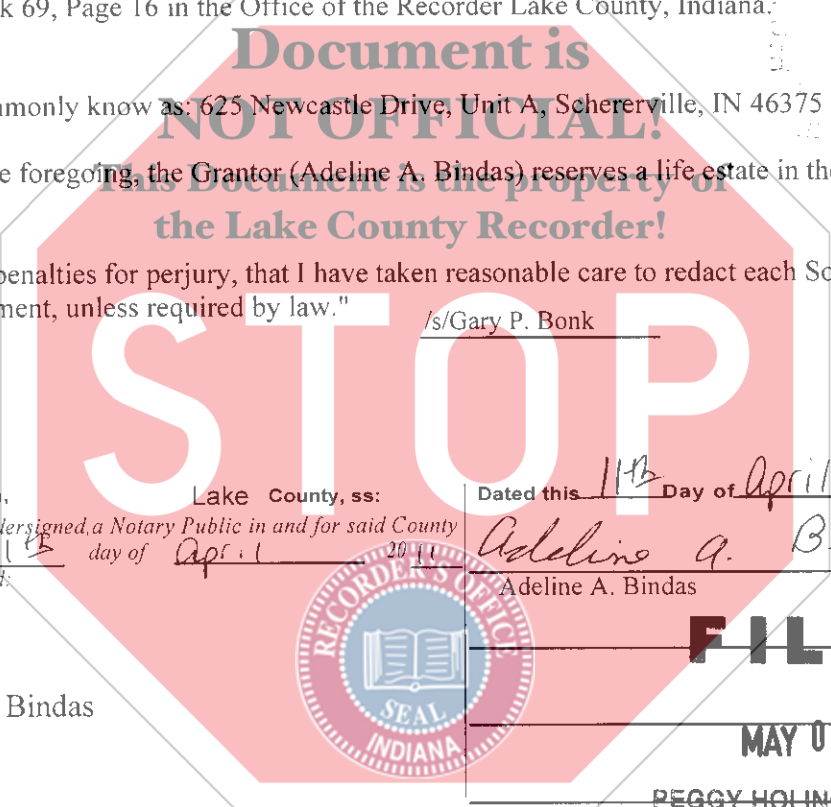 k 69, Page 16 in the Office of the Recorder Lake County, Indiana.
Document is
mmonly know as: 625 Newcastle Drive, Unit A, Schererville, IN 46375
NOT OFFICIAL!
e foregoing, the Grantor (Adeline A. Bindas) reserves a life estate in the
This Document is the property of
the Lake County Recorder!
penalties for perjury, that I have taken reasonable care to redact each So
ment, unless required by law."
/s/Gary P. Bonk
STOP
Lake County, ss:
Dated this 11th Day of April
dersigned, a Notary Public in and for said County
1th day of April 2011
Adeline A. B
Adeline A. Bindas
RECORDER'S OFFICE
SEAL
INDIANA
FIL
Bindas
MAY 0
PEGGY HOLIN